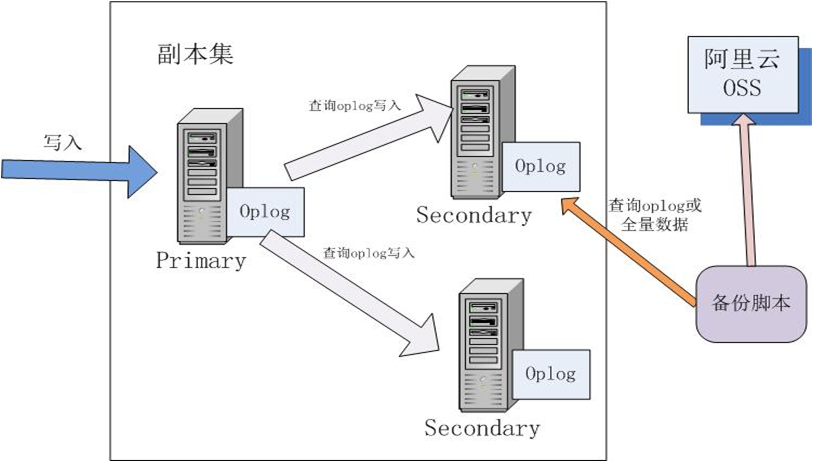 副本集
阿里云
OSS
查询oplog写入
写入
Oplog
Oplog
Secondary
查询oplog或
全量数据
Primary
查询oplog写入
备份脚本
Oplog
Secondary